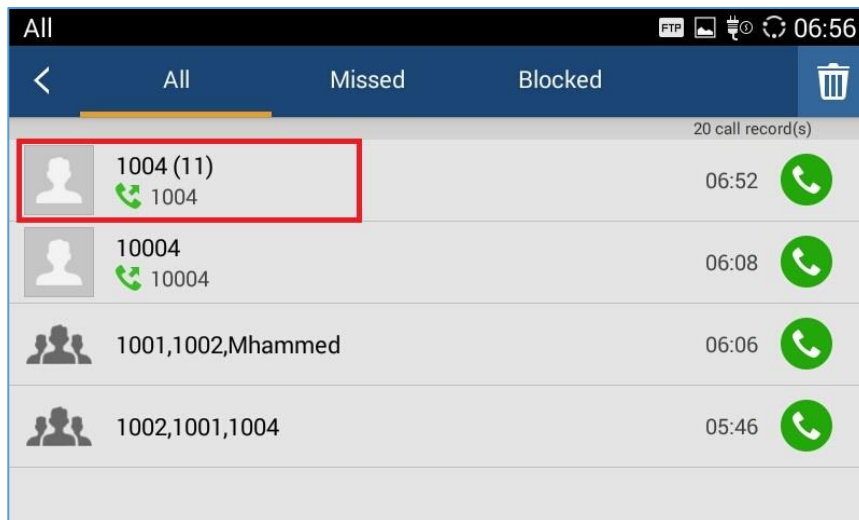 All
FTP 06:56
All Missed Blocked
20 call record(s)
1004 (11)
1004
06:52
10004
10004
06:08
1001,1002,Mhammed
06:06
1002,1001,1004
05:46